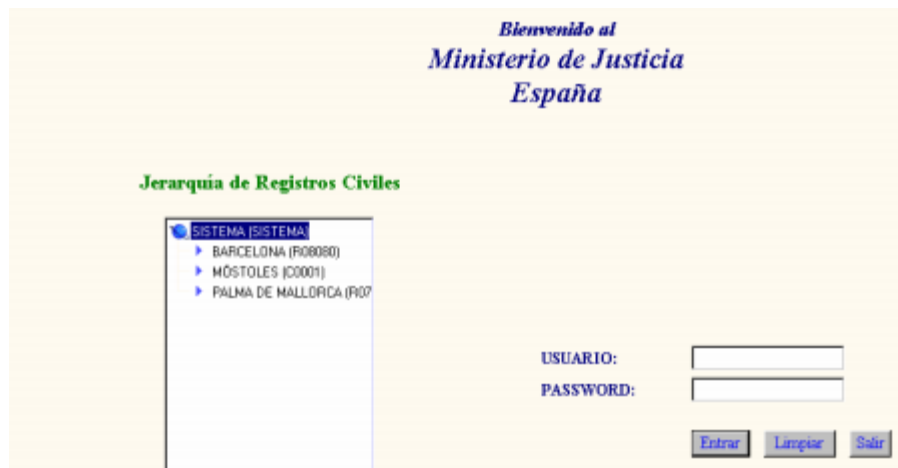 Bienvenido al
Ministerio de Justicia
España
Jerarquía de Registros Civiles
SISTEMA (SISTEMA)
BARCELONA (R08080)
MÓSTOLES (C0001)
PALMA DE MALLORCA (R07
USUARIO:
PASSWORD:
Entrar Limpiar Salir